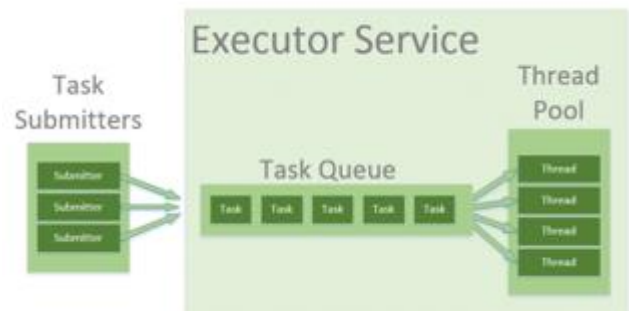 Executor Service
Task
Submitters
Thread
Pool
Task Queue
Submitter
Submitter
Submitter
Task Task Task Task Task
Thread
Thread
Thread
Thread